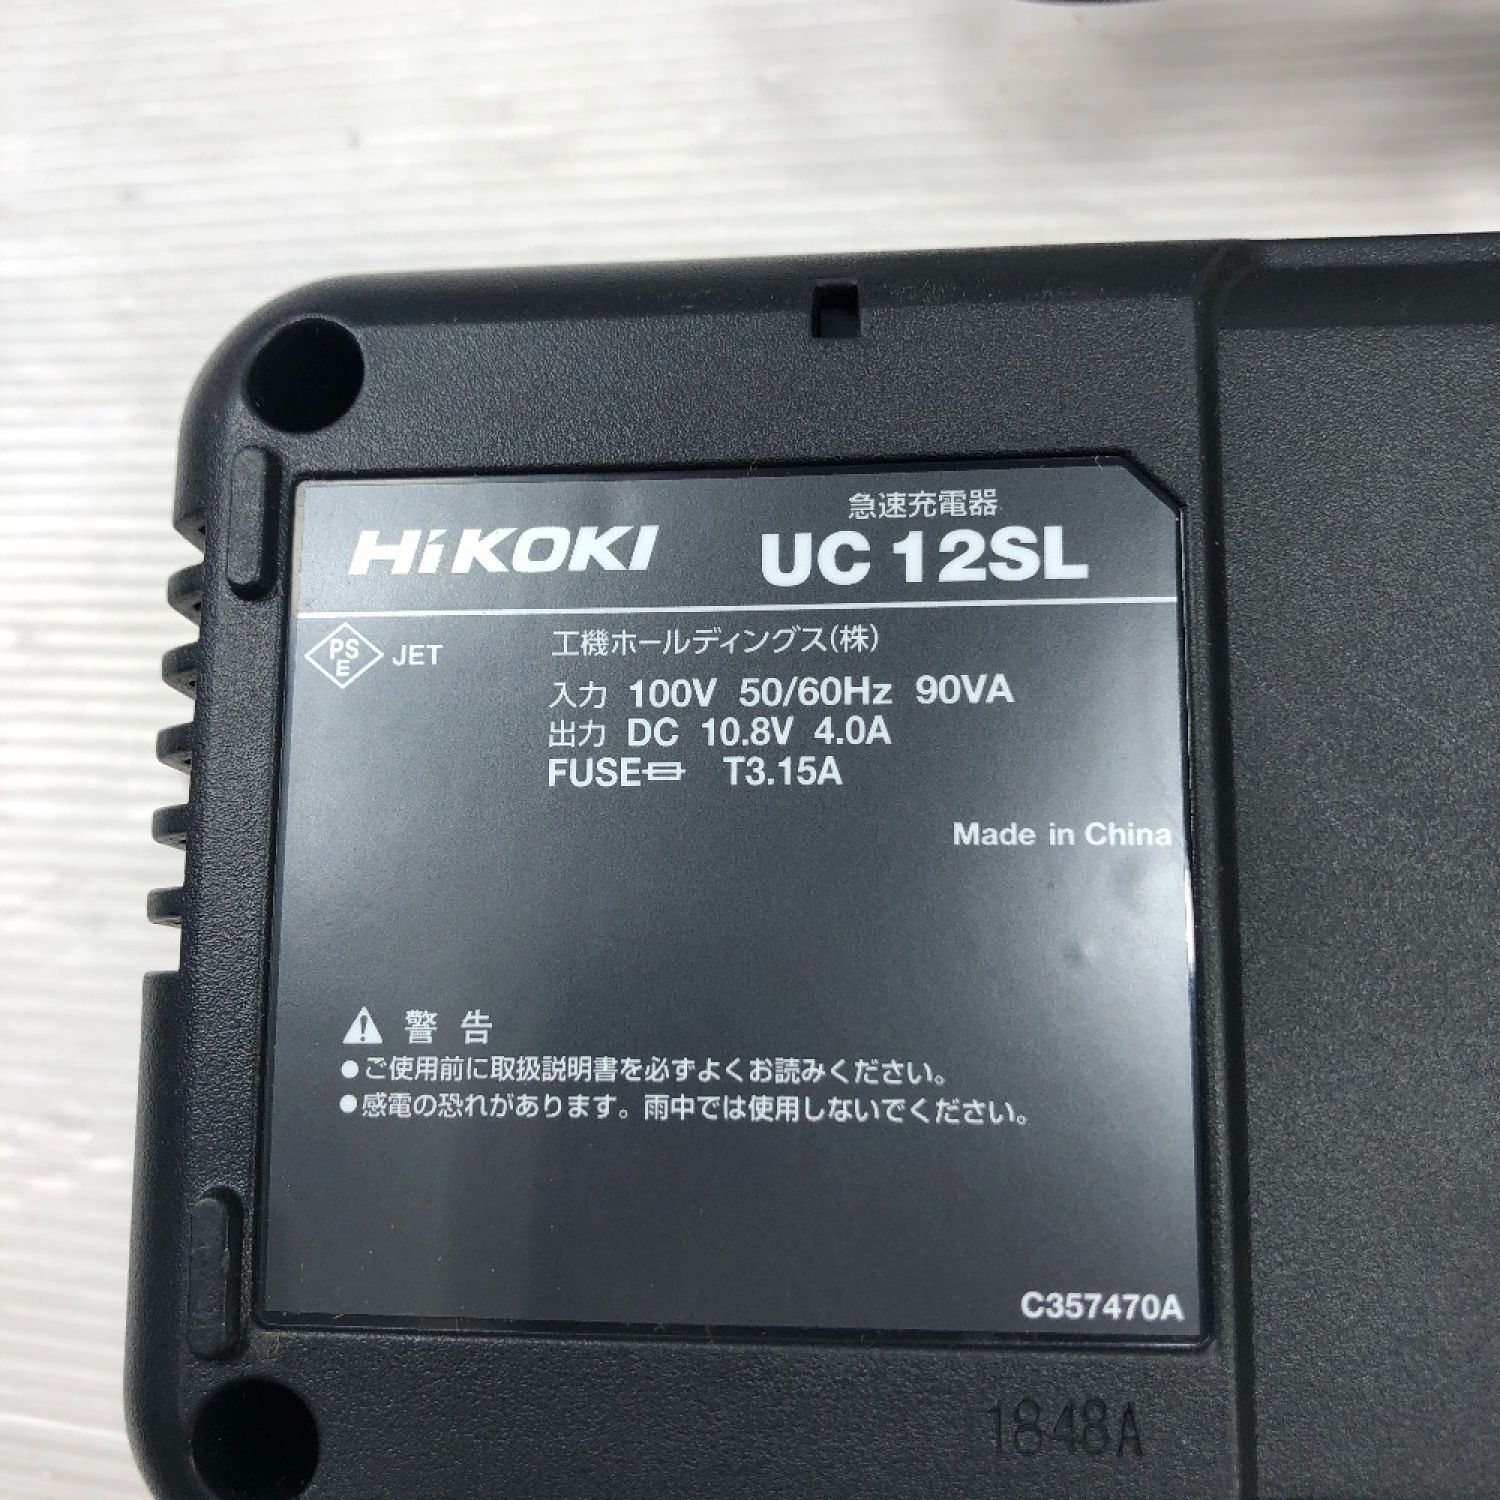 急速充電器
HiKOKI UC 12SL
PSE JET
工機ホールディングス(株)
入力 100V 50/60Hz 90VA
出力 DC 10.8V 4.0A
FUSE T3.15A
Made in China
警告
●ご使用前に取扱説明書を必ずよくお読みください。
●感電の恐れがあります。雨中では使用しないでください。
C357470A
1848A